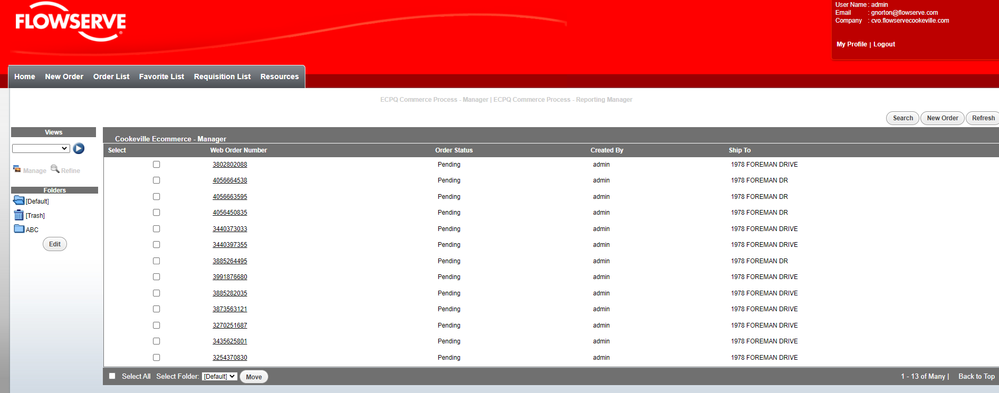 FLOWSERVE
User Name : admin
Email : gnorton@flowserve.com
Company : cvo.flowservecookeville.com
My Profile | Logout
Home New Order Order List Favorite List Requisition List Resources
ECPQ Commerce Process - Manager | ECPQ Commerce Process - Reporting Manager
Search New Order Refresh
Views
Manage Refine
Folders
[Default]
[Trash]
ABC
Edit
Cookeville Ecommerce - Manager
Select Web Order Number Order Status Created By Ship To
3802802088 Pending admin 1978 FOREMAN DRIVE
4056664538 Pending admin 1978 FOREMAN DR
4056663595 Pending admin 1978 FOREMAN DR
4056450835 Pending admin 1978 FOREMAN DR
3440373033 Pending admin 1978 FOREMAN DRIVE
3440397355 Pending admin 1978 FOREMAN DRIVE
3885264495 Pending admin 1978 FOREMAN DR
3991876680 Pending admin 1978 FOREMAN DRIVE
3885282035 Pending admin 1978 FOREMAN DRIVE
3873563121 Pending admin 1978 FOREMAN DRIVE
3270251687 Pending admin 1978 FOREMAN DRIVE
3435625801 Pending admin 1978 FOREMAN DRIVE
3254370830 Pending admin 1978 FOREMAN DRIVE
Select All Select Folder: [Default] Move 1 - 13 of Many | Back to Top